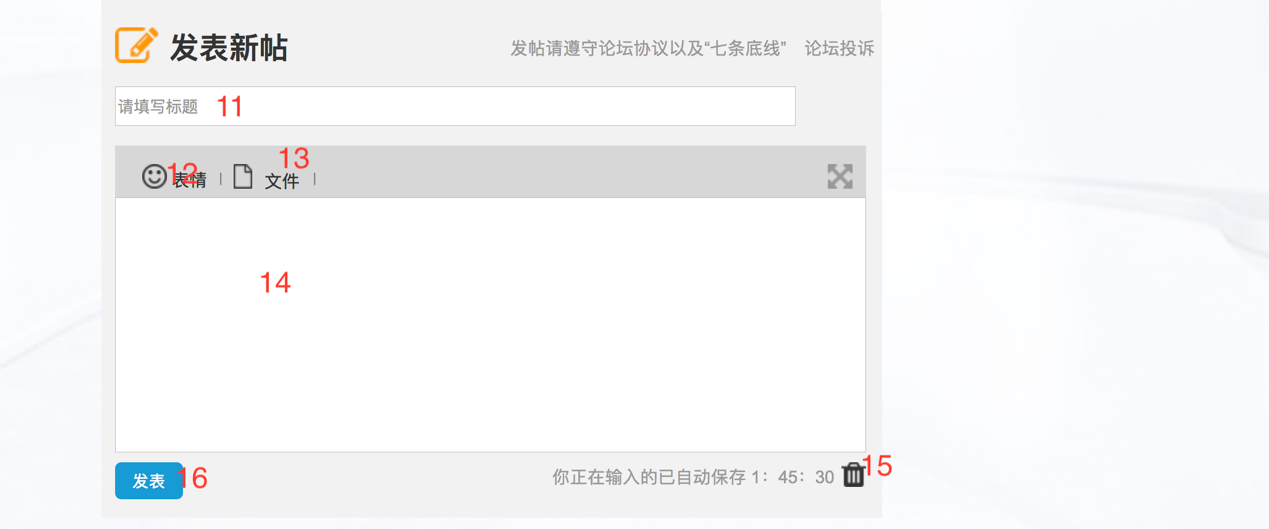 发表新帖 发帖请遵守论坛协议以及“七条底线” 论坛投诉
请填写标题 11
12 表情 | 13 文件 |
14
发表 16 你正在输入的已自动保存 1：45：30 15